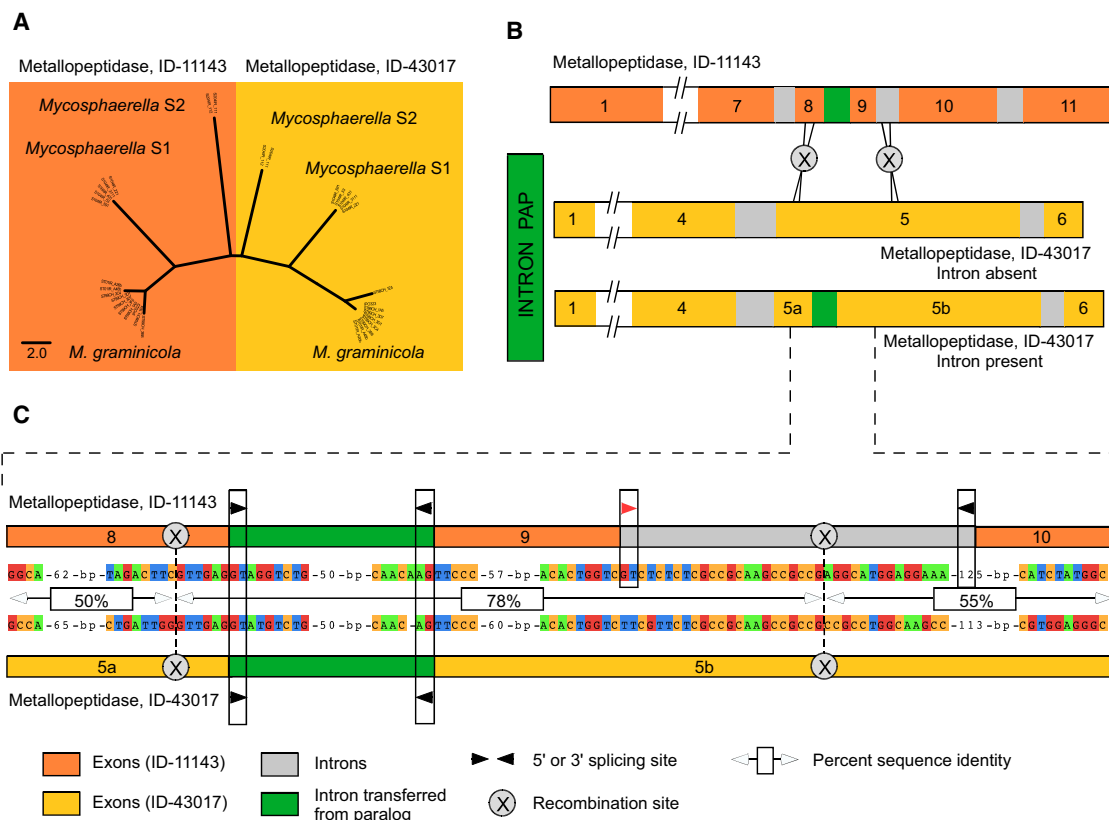 A
Metallopeptidase, ID-11143
Metallopeptidase, ID-43017
Mycosphaerella S2
Mycosphaerella S1
M. graminicola
2.0
Mycosphaerella S2
Mycosphaerella S1
M. graminicola
B
Metallopeptidase, ID-11143
1 7 8 9 10 11
X X
INTRON PAP
1 4 5 6
Metallopeptidase, ID-43017
Intron absent
1 4 5a 5b 6
Metallopeptidase, ID-43017
Intron present
C
Metallopeptidase, ID-11143
8 X 9 X 10
GGCA-62-bp-TAGACTTCGTTGAGGTAGGTCTG-50-bp-CAACAAGTTCCC-57-bp-ACACTGGTCGTCTCTCTCGCCGCAAGCCGCCGAGGCATGGAGGAAA-125-bp-CATCTATGGC
50% 78% 55%
GCCA-65-bp-CTGATTGGGTTGAGGTATGTCTG-50-bp-CAAC-AGTTCCC-60-bp-ACACTGGTCTTCGTTCTCGCCGCAAGCCGCCGCCGCCTGGCAAGCC-113-bp-CGTGGAGGGC
5a X 5b X
Metallopeptidase, ID-43017
Exons (ID-11143)
Introns
5' or 3' splicing site
Percent sequence identity
Exons (ID-43017)
Intron transferred
from paralog
X Recombination site